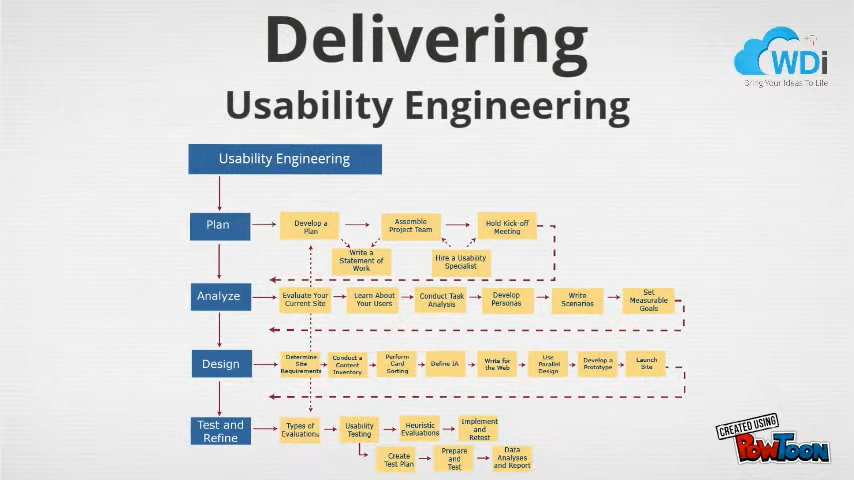 Delivering
WDi
Bring Your Ideas To Life
Usability Engineering
Usability Engineering
Plan
Develop a
Plan
Assemble
Project Team
Hold Kick-off
Meeting
Write a
Statement of
Work
Hire a Usability
Specialist
Analyze
Evaluate Your
Current Site
Learn About
Your Users
Conduct Task
Analysis
Develop
Personas
Write
Scenarios
Set
Measurable
Goals
Design
Determine
Site
Requirements
Conduct a
Content
Inventory
Perform
Card
Sorting
Define IA
Write for
the Web
Use
Parallel
Design
Develop a
Prototype
Launch
Site
Test and
Refine
Types of
Evaluations
Usability
Testing
Heuristic
Evaluations
Implement
and
Retest
Create
Test Plan
Prepare
and
Test
Data
Analyses
and Report
CREATED USING
POWTOON